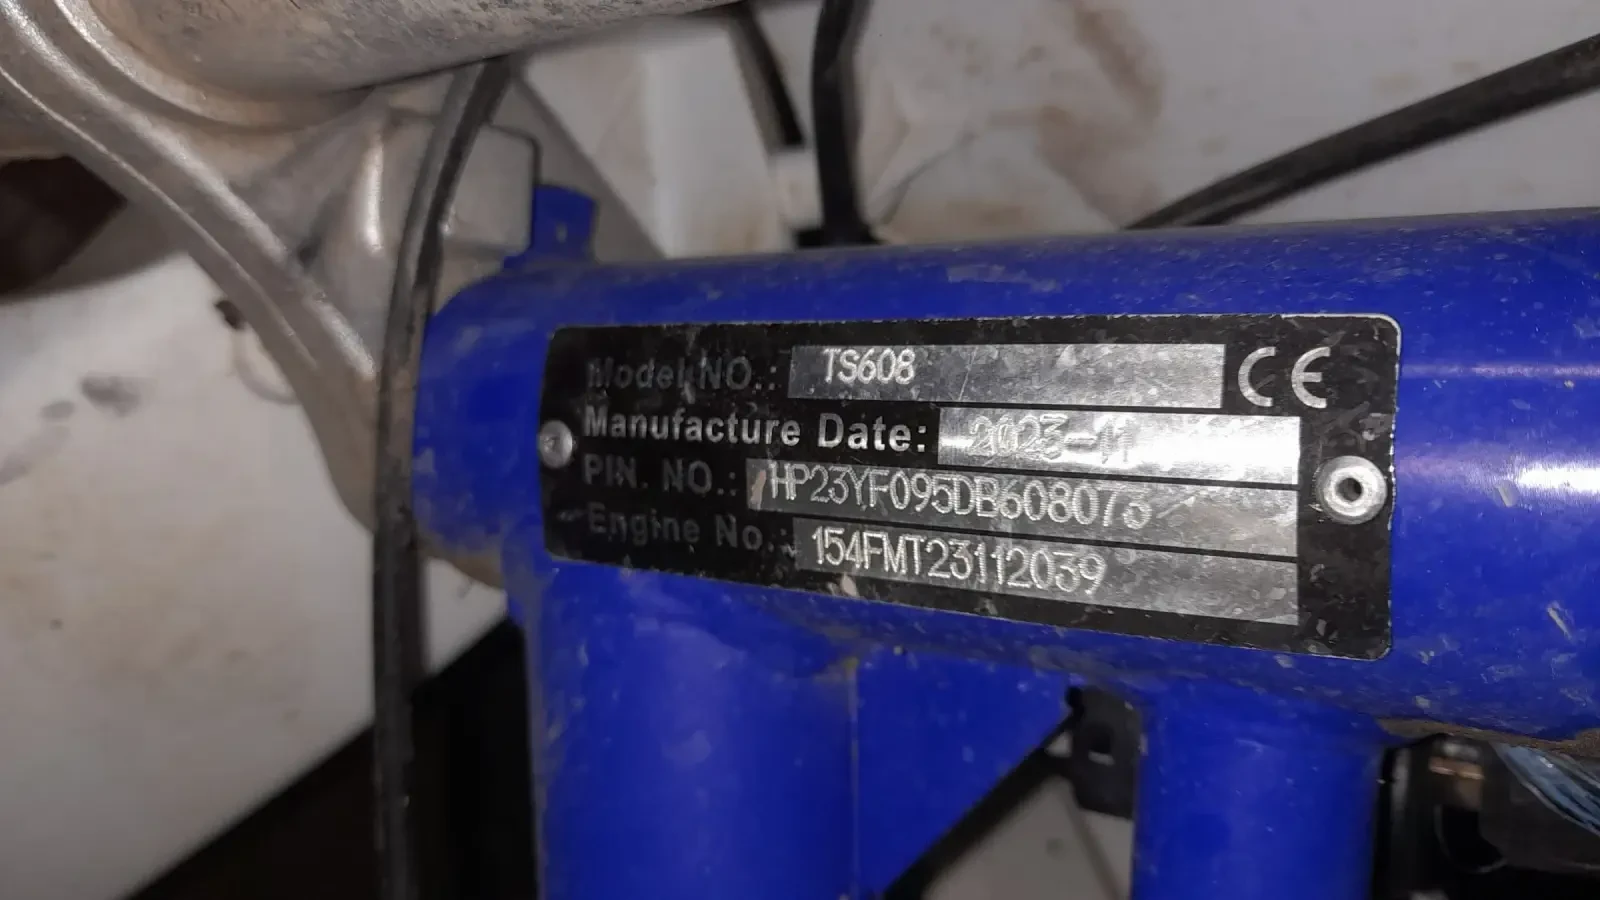 Model NO.: TS608 CE
Manufacture Date: 2023-11
PIN. NO.: HP23YF095DB608073
Engine No.: 154FMT23112039